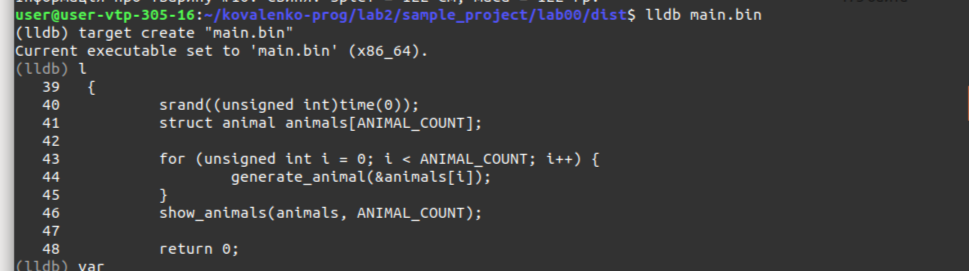 user@user-vtp-305-16:~/kovalenko-prog/lab2/sample_project/lab00/dist$ lldb main.bin
(lldb) target create "main.bin"
Current executable set to 'main.bin' (x86_64).
(lldb) l
39 {
40 srand((unsigned int)time(0));
41 struct animal animals[ANIMAL_COUNT];
42
43 for (unsigned int i = 0; i < ANIMAL_COUNT; i++) {
44 generate_animal(&animals[i]);
45 }
46 show_animals(animals, ANIMAL_COUNT);
47
48 return 0;
(lldb) var